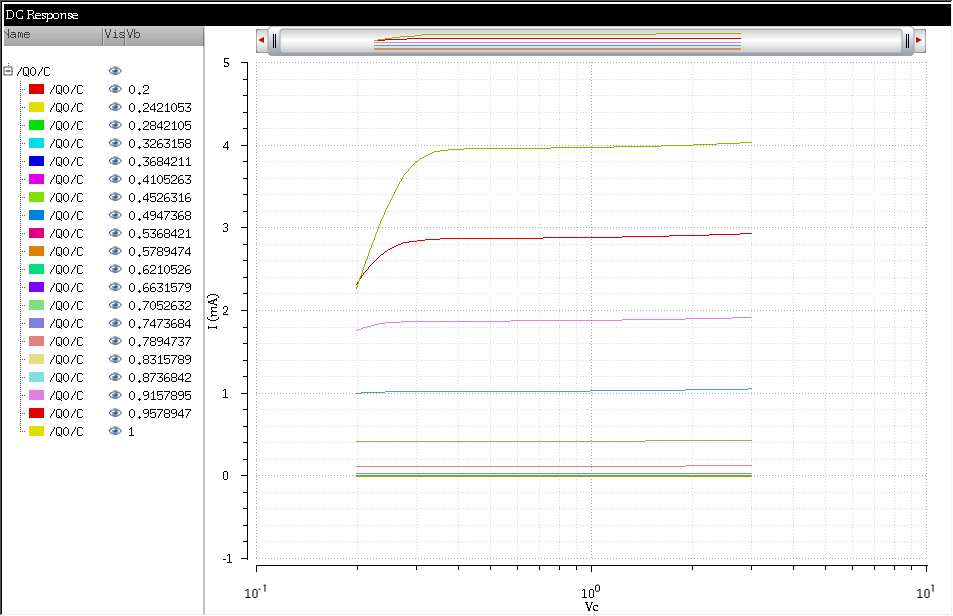 DC Response
Name Vis Vb
/Q0/C
/Q0/C 0.2
/Q0/C 0.2421053
/Q0/C 0.2842105
/Q0/C 0.3263158
/Q0/C 0.3684211
/Q0/C 0.4105263
/Q0/C 0.4526316
/Q0/C 0.4947368
/Q0/C 0.5368421
/Q0/C 0.5789474
/Q0/C 0.6210526
/Q0/C 0.6631579
/Q0/C 0.7052632
/Q0/C 0.7473684
/Q0/C 0.7894737
/Q0/C 0.8315789
/Q0/C 0.8736842
/Q0/C 0.9157895
/Q0/C 0.9578947
/Q0/C 1
5
4
3
2
1
0
-1
I (mA)
10⁻¹ 10⁰ 10¹
Vc